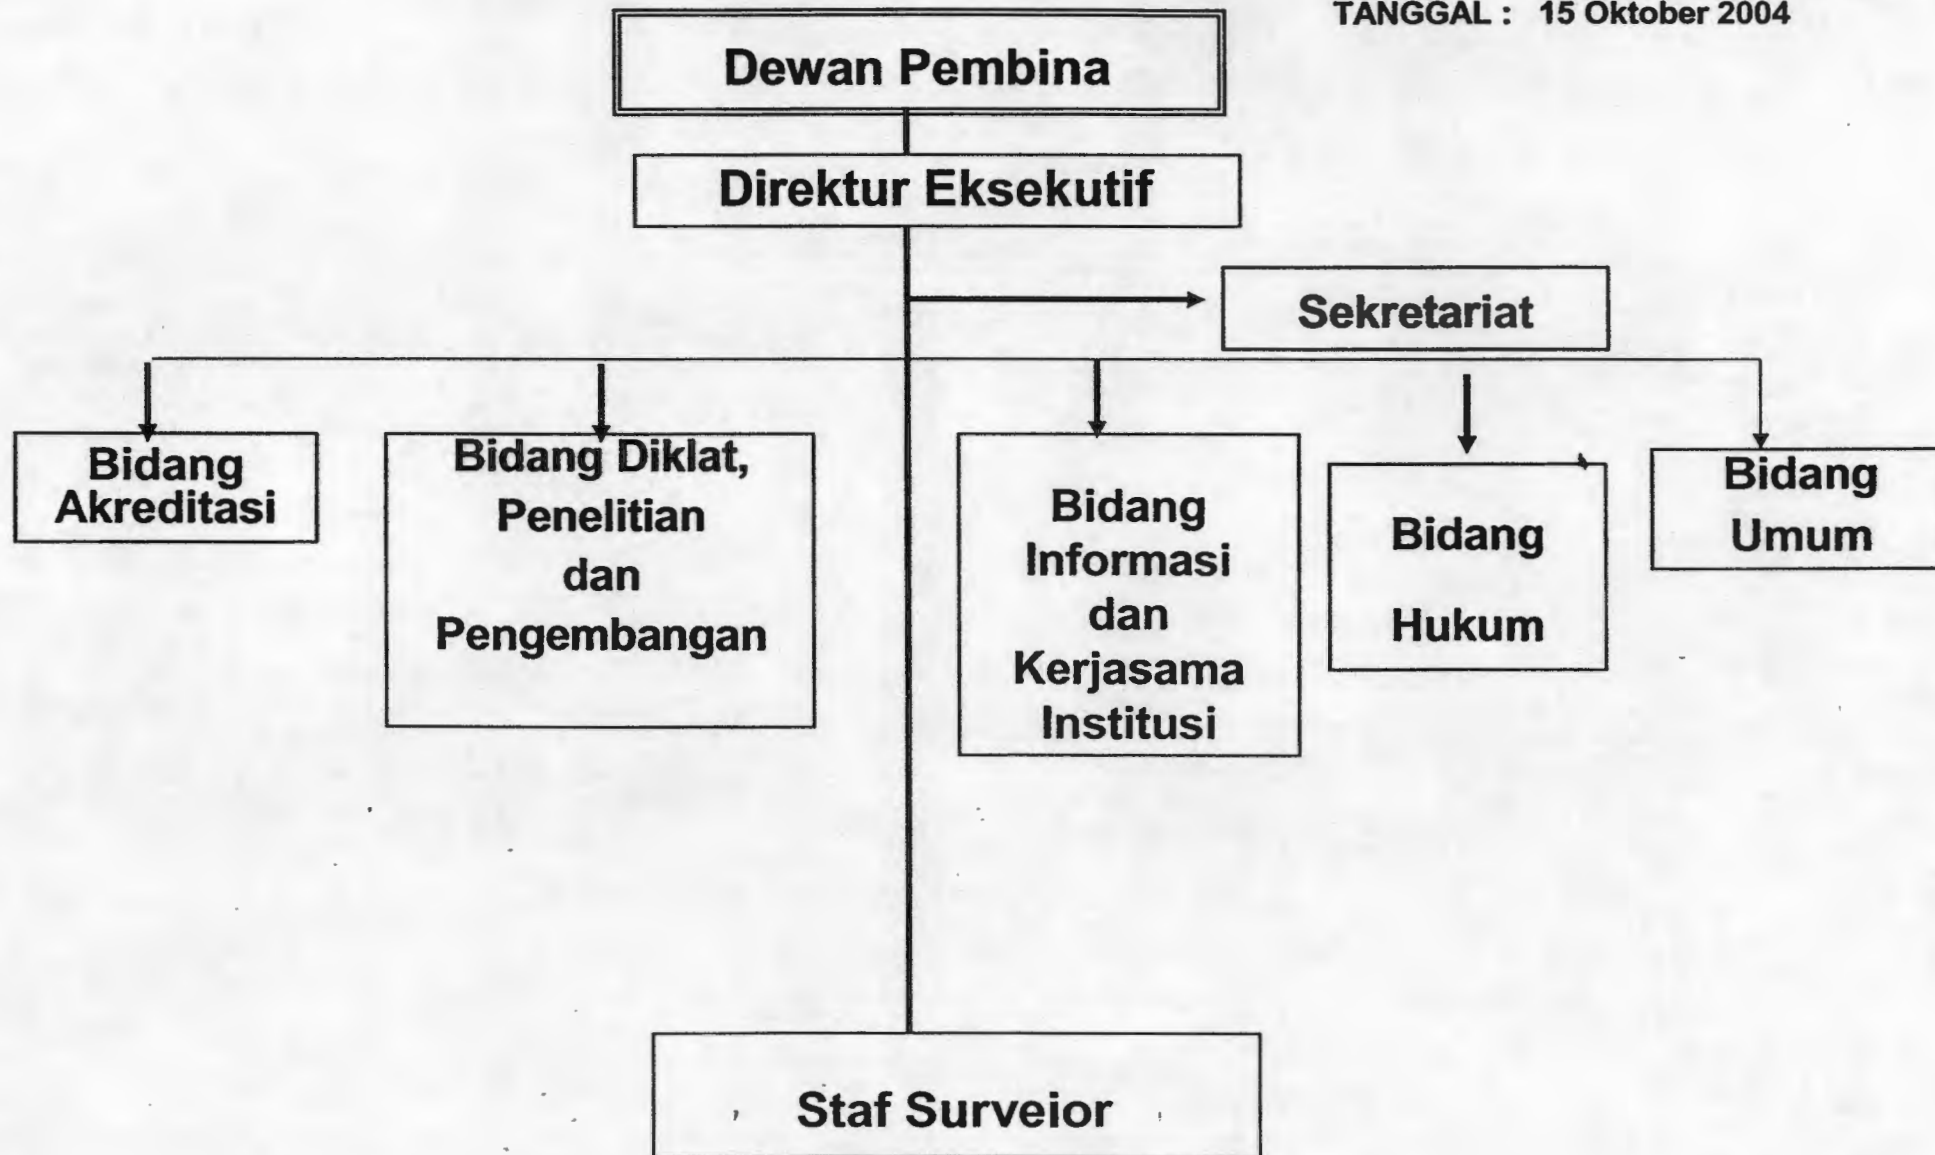 TANGGAL : 15 Oktober 2004
Dewan Pembina
Direktur Eksekutif
Sekretariat
Bidang
Akreditasi
Bidang Diklat,
Penelitian
dan
Pengembangan
Bidang
Informasi
dan
Kerjasama
Institusi
Bidang
Hukum
Bidang
Umum
Staf Surveior